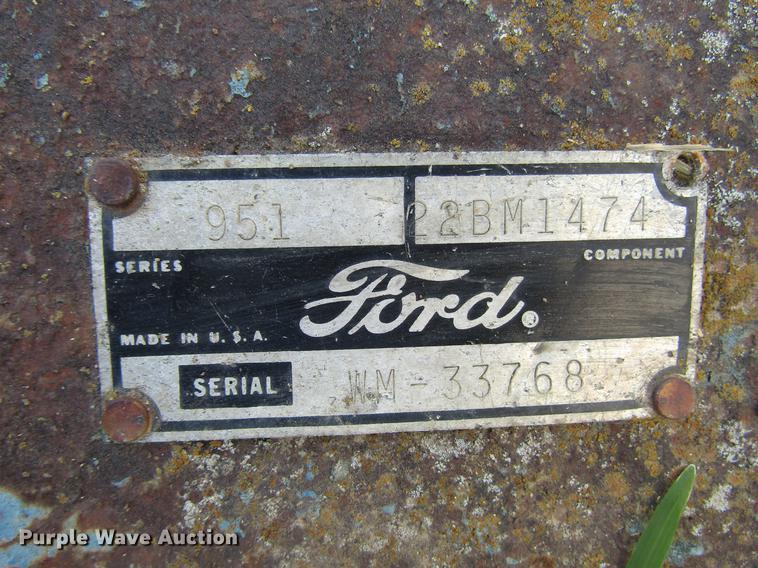 951 22BM1474
SERIES COMPONENT
Ford.
MADE IN U.S.A.
SERIAL WM-33768
Purple Wave Auction